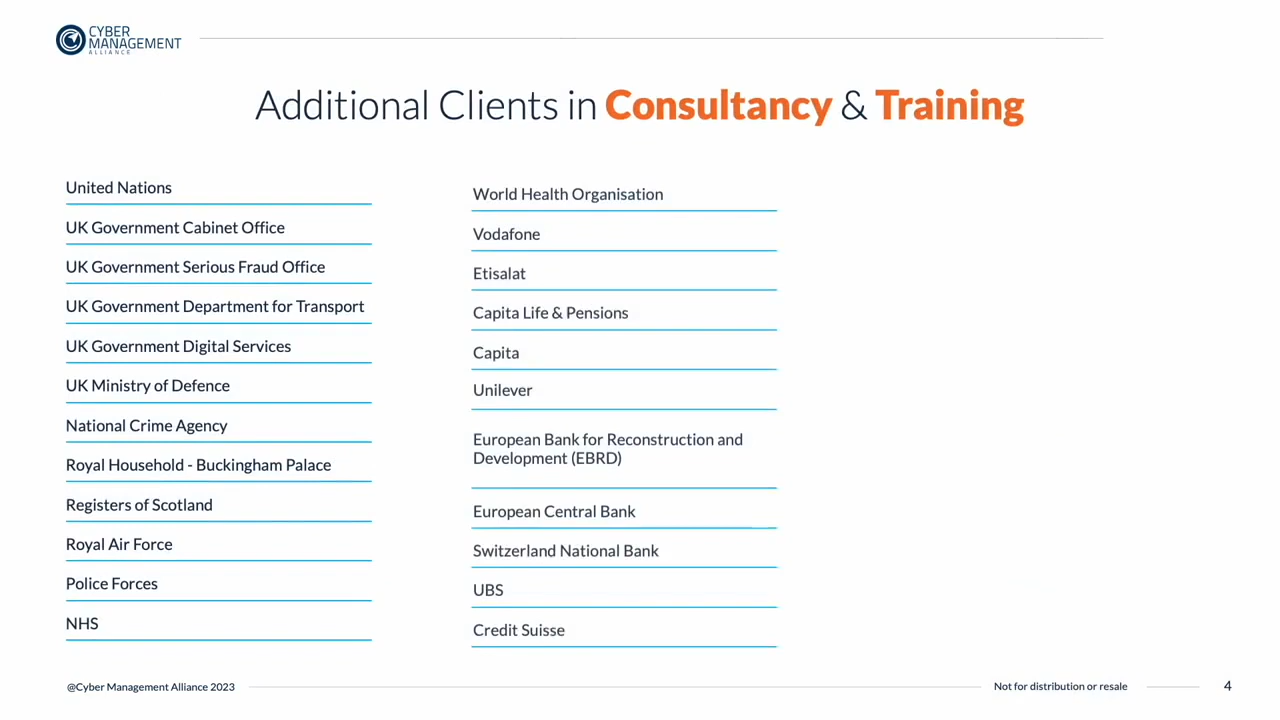 CYBER
MANAGEMENT
ALLIANCE
Additional Clients in Consultancy & Training
United Nations
UK Government Cabinet Office
UK Government Serious Fraud Office
UK Government Department for Transport
UK Government Digital Services
UK Ministry of Defence
National Crime Agency
Royal Household - Buckingham Palace
Registers of Scotland
Royal Air Force
Police Forces
NHS
World Health Organisation
Vodafone
Etisalat
Capita Life & Pensions
Capita
Unilever
European Bank for Reconstruction and
Development (EBRD)
European Central Bank
Switzerland National Bank
UBS
Credit Suisse
@Cyber Management Alliance 2023
Not for distribution or resale
4